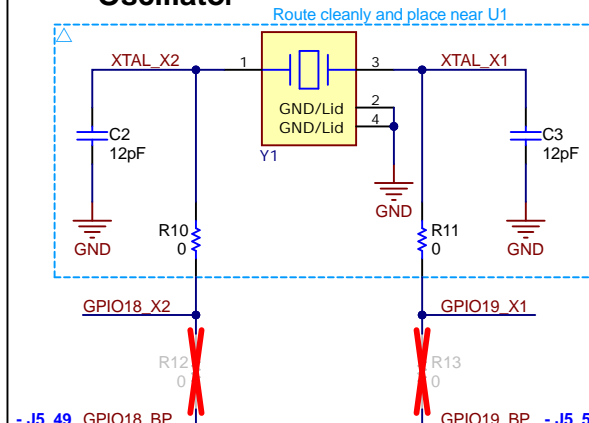 Oscillator
Route cleanly and place near U1
XTAL_X2
1
3
XTAL_X1
GND/Lid
2
GND/Lid
4
Y1
C2
12pF
C3
12pF
GND
GND
GND
R10
0
R11
0
GPIO18_X2
GPIO19_X1
R12
0
R13
0
- J5_49 GPIO18_BP
GPIO19_BP - J5_5